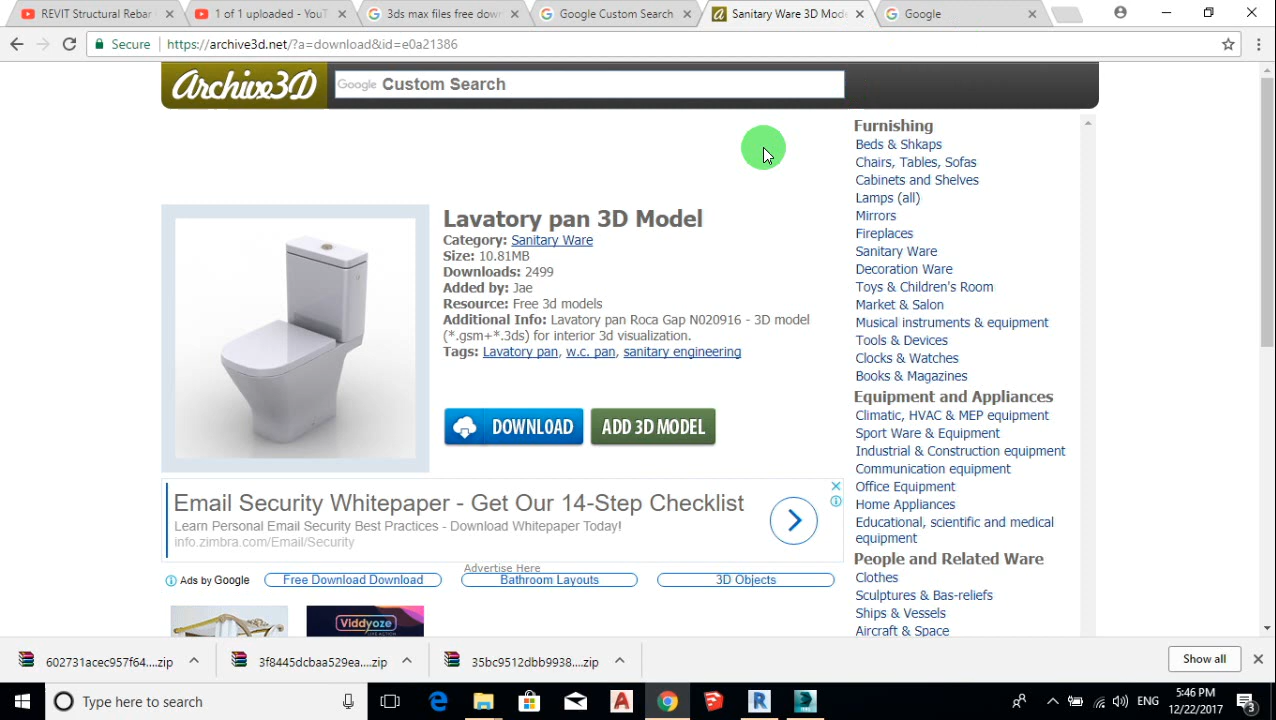 REVIT Structural Rebar
1 of 1 uploaded - YouT
3ds max files free down
Google Custom Search
Sanitary Ware 3D Mode
Google
Secure
https://archive3d.net/?a=download&id=e0a21386
Archive3D
Google Custom Search
Lavatory pan 3D Model
Category: Sanitary Ware
Size: 10.81MB
Downloads: 2499
Added by: Jae
Resource: Free 3d models
Additional Info: Lavatory pan Roca Gap N020916 - 3D model
(*.gsm+*.3ds) for interior 3d visualization.
Tags: Lavatory pan, w.c. pan, sanitary engineering
DOWNLOAD
ADD 3D MODEL
Email Security Whitepaper - Get Our 14-Step Checklist
Learn Personal Email Security Best Practices - Download Whitepaper Today!
info.zimbra.com/Email/Security
Advertise Here
Ads by Google
Free Download Download
Bathroom Layouts
3D Objects
Viddyoze
Furnishing
Beds & Shkaps
Chairs, Tables, Sofas
Cabinets and Shelves
Lamps (all)
Mirrors
Fireplaces
Sanitary Ware
Decoration Ware
Toys & Children's Room
Market & Salon
Musical instruments & equipment
Tools & Devices
Clocks & Watches
Books & Magazines
Equipment and Appliances
Climatic, HVAC & MEP equipment
Sport Ware & Equipment
Industrial & Construction equipment
Communication equipment
Office Equipment
Home Appliances
Educational, scientific and medical
equipment
People and Related Ware
Clothes
Sculptures & Bas-reliefs
Ships & Vessels
Aircraft & Space
602731acec957f64....zip
3f8445dcbaa529ea....zip
35bc9512dbb9938....zip
Show all
Type here to search
ENG
5:46 PM
12/22/2017
3